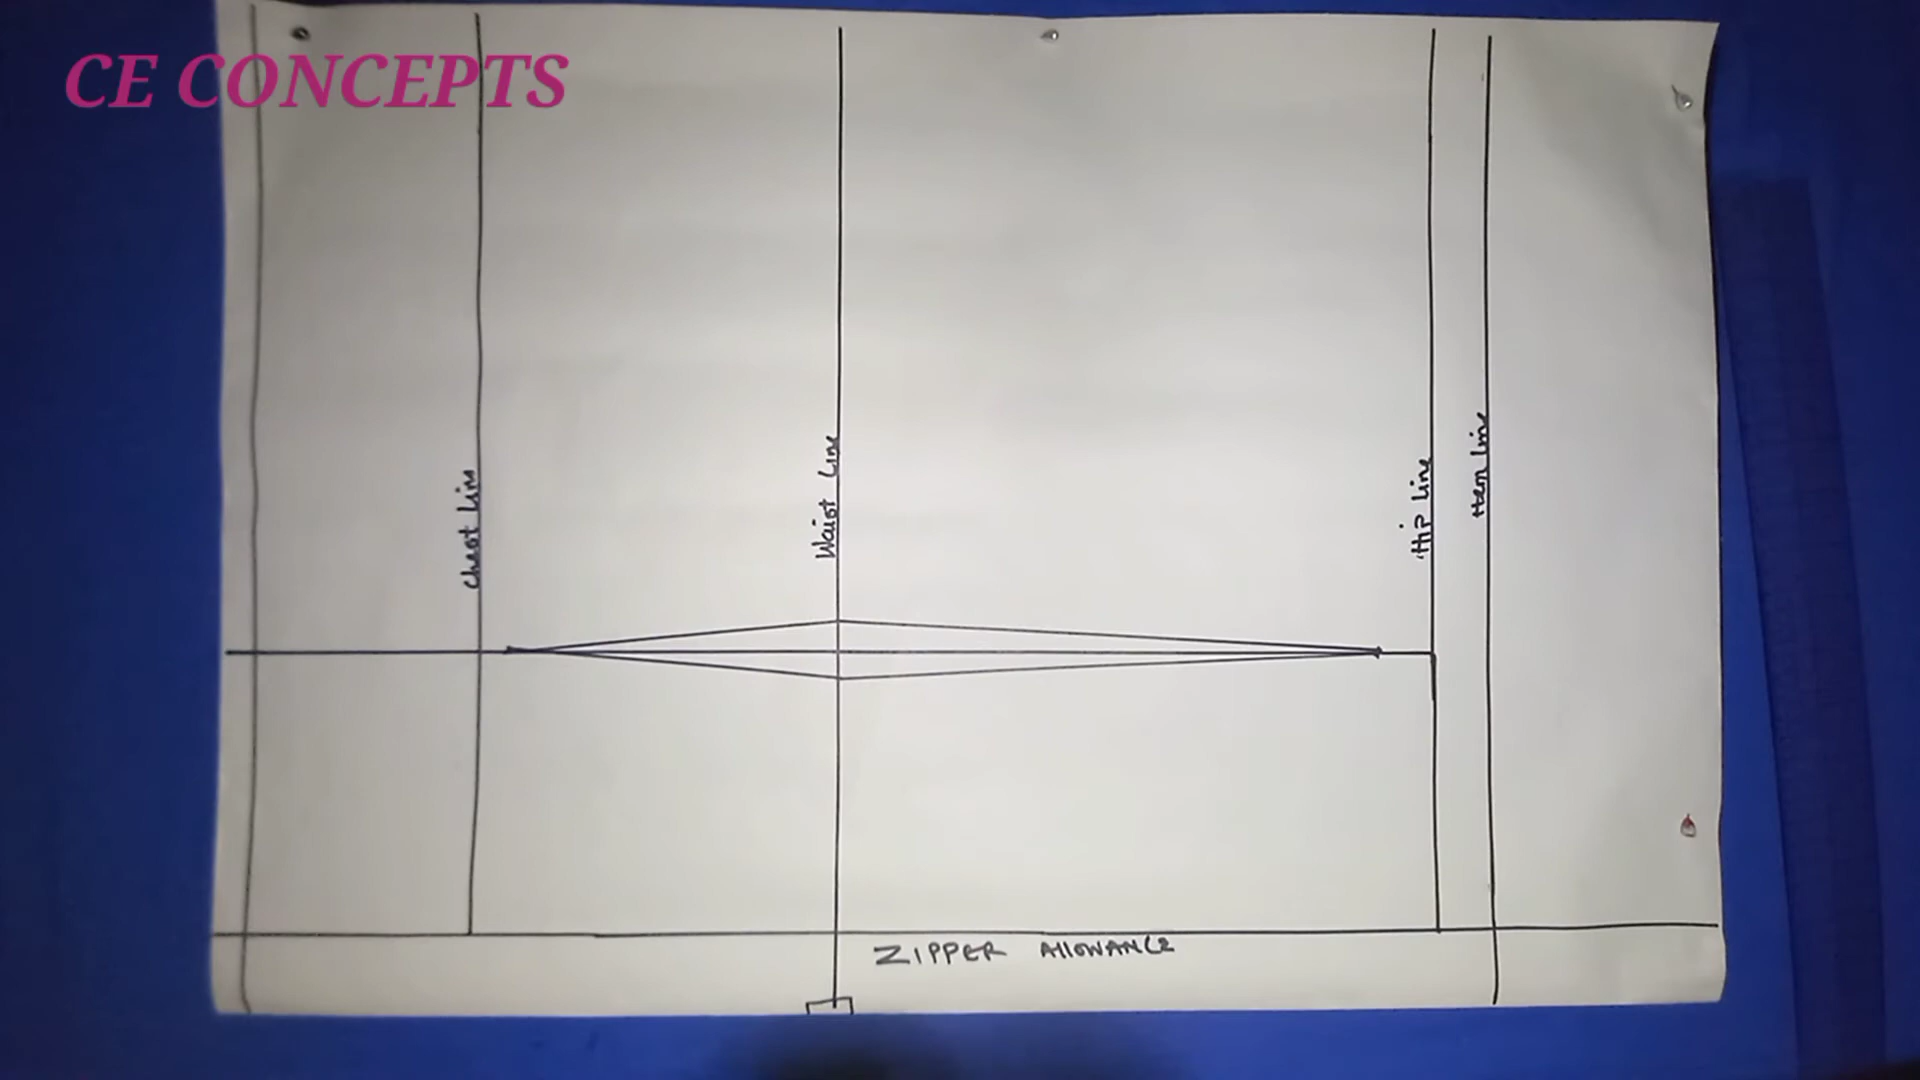 CE CONCEPTS
Chest Line
Waist Line
Hip Line
Hem Line
ZIPPER AllOWANCE